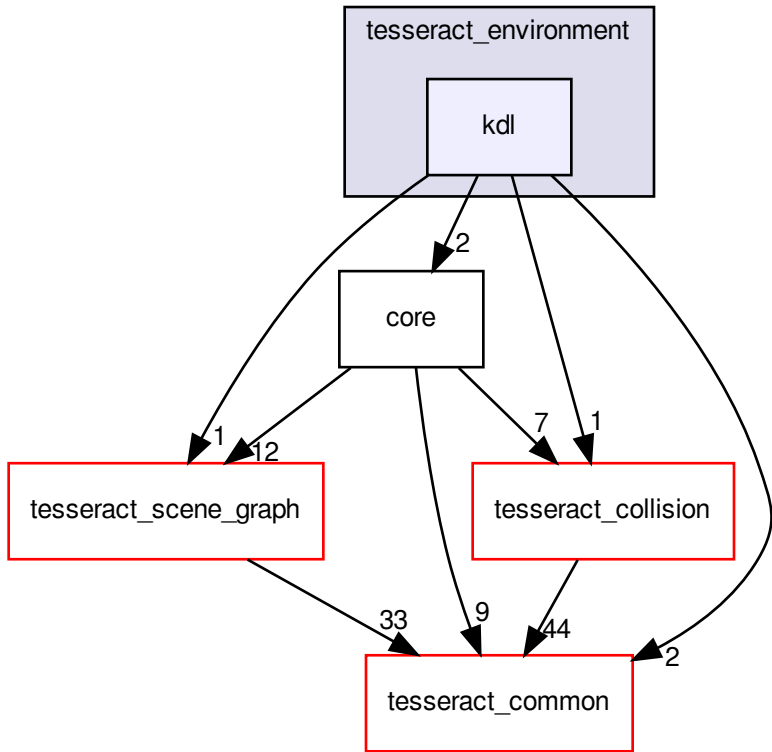 tesseract_environment
kdl
2
core
1
12
7
1
tesseract_scene_graph
tesseract_collision
33
9
44
2
tesseract_common